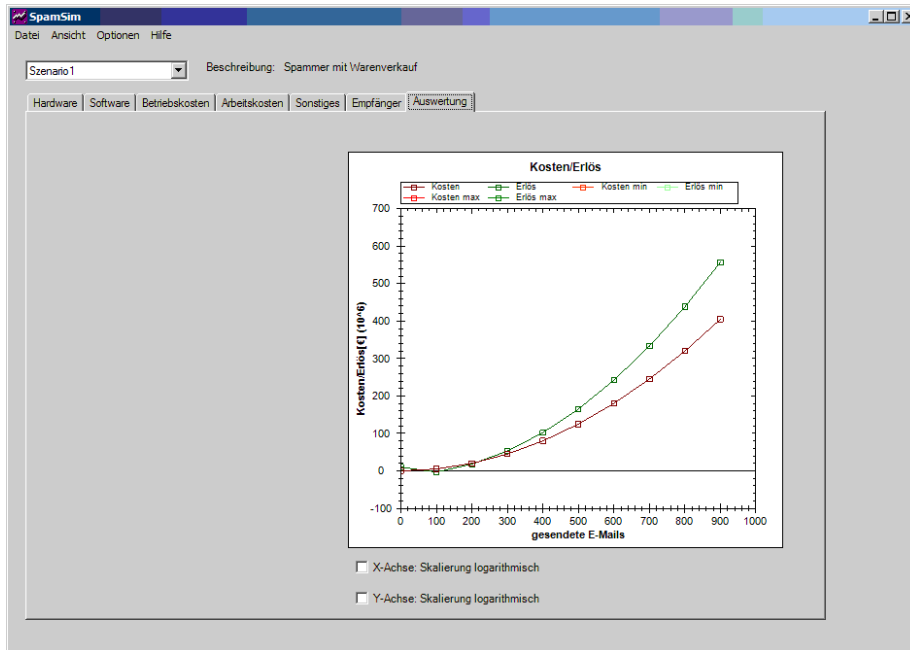 SpamSim
Datei Ansicht Optionen Hilfe
Szenario1 Beschreibung: Spammer mit Warenverkauf
Hardware Software Betriebskosten Arbeitskosten Sonstiges Empfänger Auswertung
Kosten/Erlös
Kosten Erlös Kosten min Erlös min
Kosten max Erlös max
700
600
500
400
300
200
100
0
-100
Kosten/Erlös[€] (10^6)
0 100 200 300 400 500 600 700 800 900 1000
gesendete E-Mails
X-Achse: Skalierung logarithmisch
Y-Achse: Skalierung logarithmisch